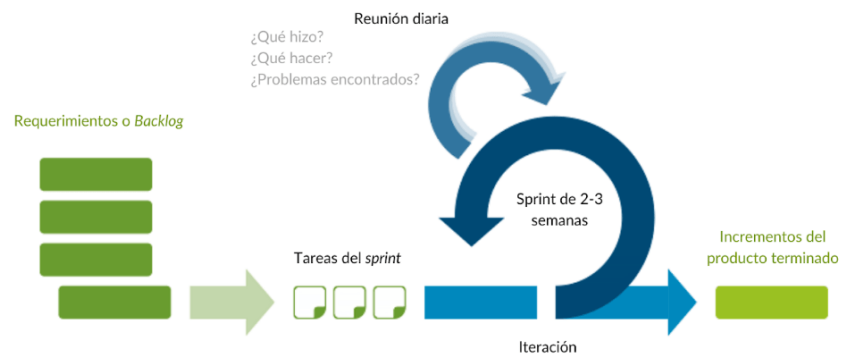 Reunión diaria
¿Qué hizo?
¿Qué hacer?
¿Problemas encontrados?
Requerimientos o Backlog
Sprint de 2-3
semanas
Tareas del sprint
Incrementos del
producto terminado
Iteración